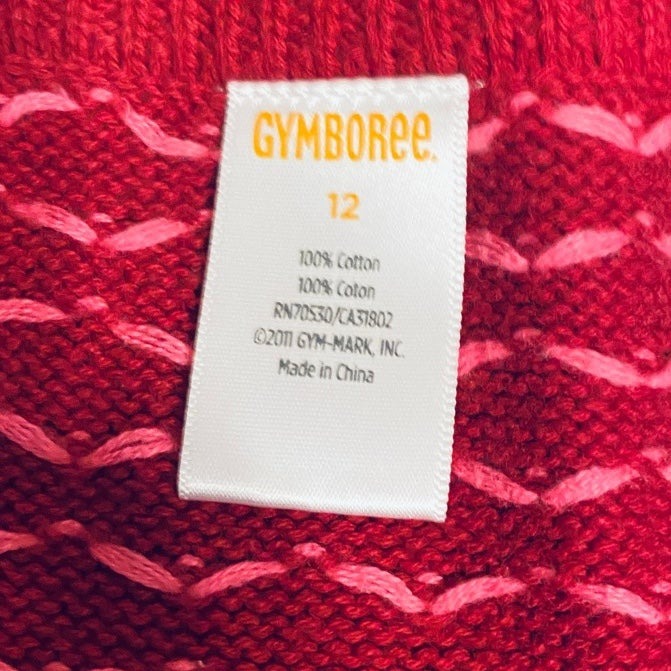 GYMBOREE.
12
100% Cotton
100% Coton
RN70530/CA31802
©2011 GYM-MARK, INC.
Made in China